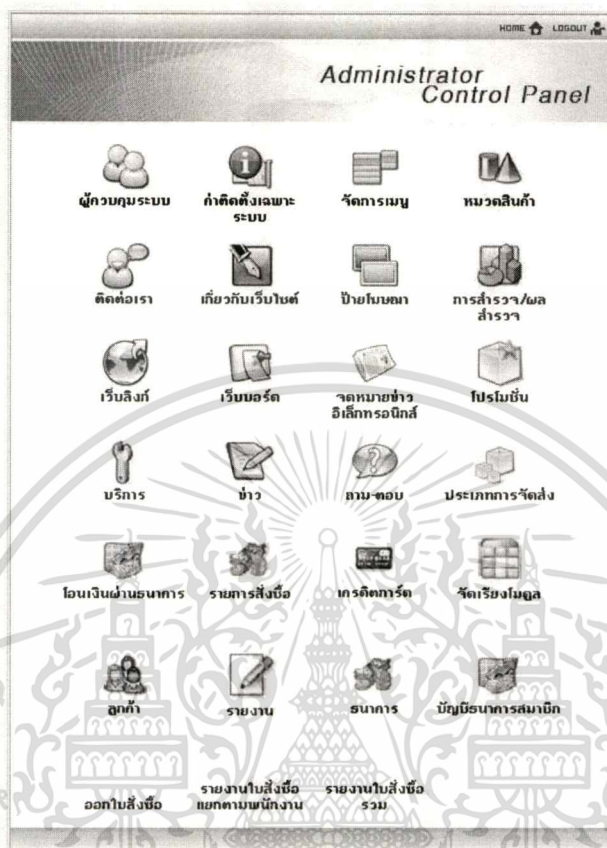 HOME LOGOUT
Administrator
Control Panel
ผู้ควบคุมระบบ ค่าติดตั้งเฉพาะ จัดการเมนู หมวดสินค้า
ระบบ
ติดต่อเรา เกี่ยวกับเว็บไซต์ ป้ายโฆษณา การสำรวจ/ผล
สำรวจ
เว็บลิงก์ เว็บบอร์ด จดหมายข่าว โปรโมชั่น
อิเล็กทรอนิกส์
บริการ ข่าว ถาม-ตอบ ประเภทการจัดส่ง
โอนเงินผ่านธนาคาร รายการสั่งซื้อ เครดิตการ์ด จัดเรียงโมดูล
ลูกค้า รายงาน ธนาคาร บัญชีธนาคารสมาชิก
ออกใบสั่งซื้อ รายงานใบสั่งซื้อ รายงานใบสั่งซื้อ
แยกตามพนักงาน รวม